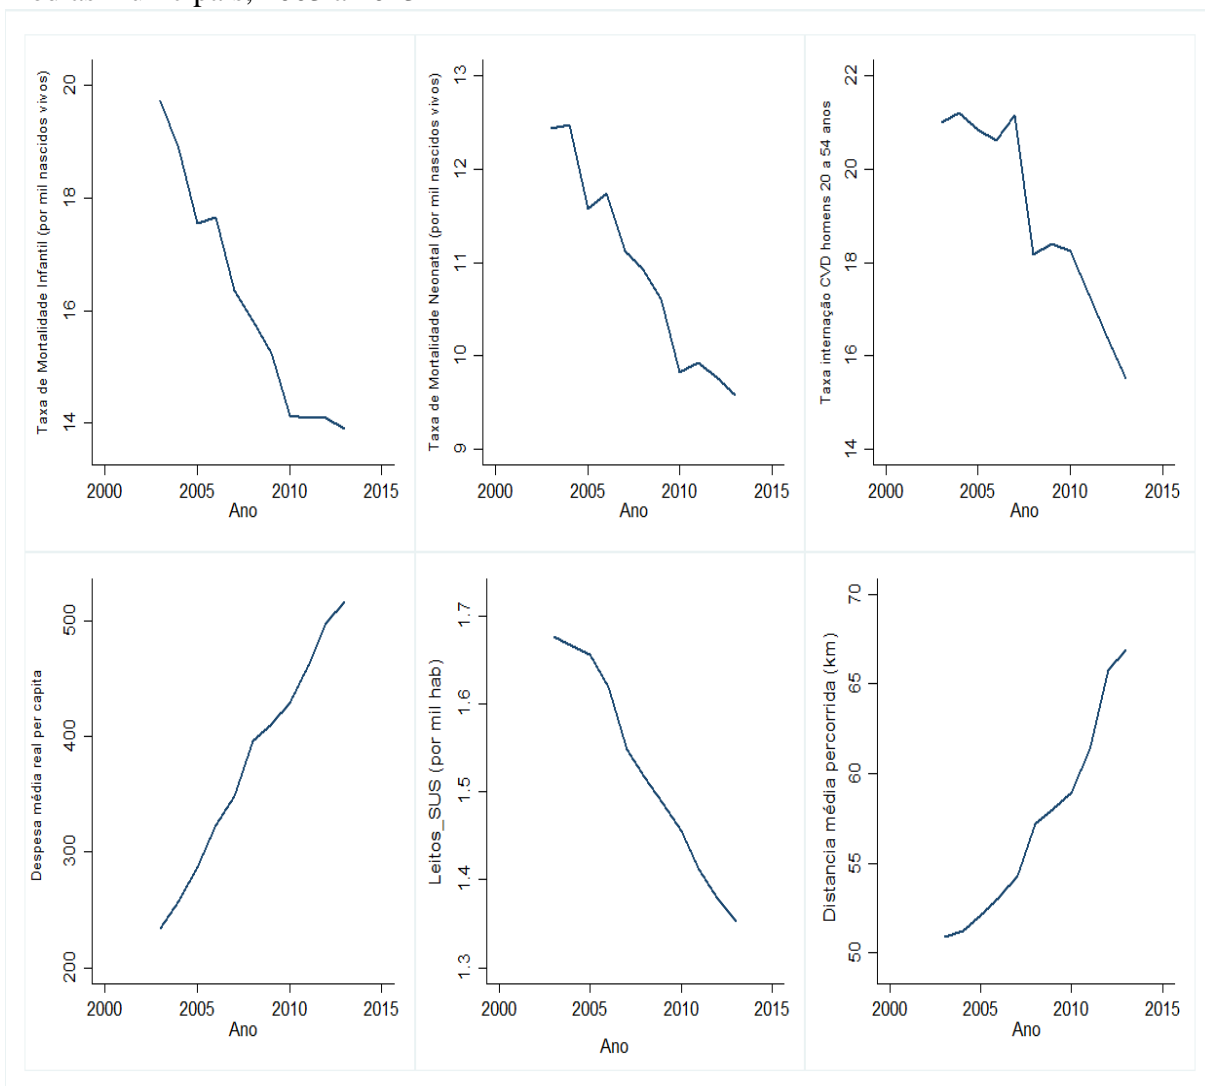 Taxa de Mortalidade Infantil (por mil nascidos vivos)
20
18
16
14
2000 2005 2010 2015
Ano
Taxa de Mortalidade Neonatal (por mil nascidos vivos)
13
12
11
10
9
2000 2005 2010 2015
Ano
Taxa internação CVD homens 20 a 54 anos
22
20
18
16
14
2000 2005 2010 2015
Ano
Despesa média real per capita
500
400
300
200
2000 2005 2010 2015
Ano
Leitos_SUS (por mil hab)
1.7
1.6
1.5
1.4
1.3
2000 2005 2010 2015
Ano
Distancia média percorrida (km)
70
65
60
55
50
2000 2005 2010 2015
Ano